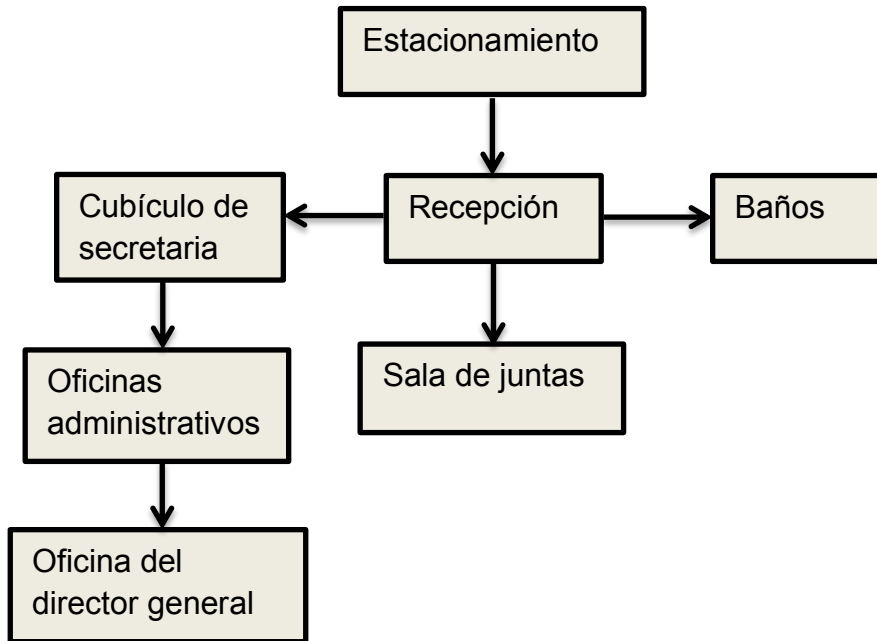 Estacionamiento
Cubículo de
secretaria
Recepción
Baños
Oficinas
administrativos
Sala de juntas
Oficina del
director general